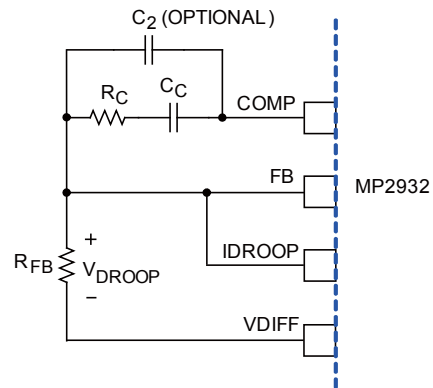 C2 (OPTIONAL)
RC
CC
COMP
FB
MP2932
IDROOP
+
RFB
VDROOP
−
VDIFF